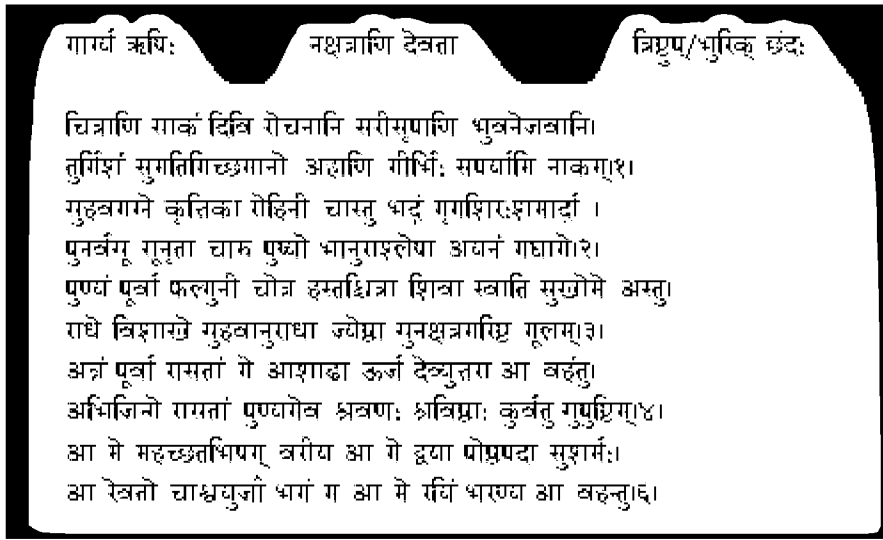 गार्ग्य ऋषि: नक्षत्राणि देवता त्रिष्टुप्/भुरिक् छंद:
चित्राणि साकं दिवि रोचनानि सरीसृपाणि भुवनेजवानि।
तुर्मिशं सुमतिमिच्छमानो अहाणि गीर्भि: सपर्यामि नाकम्।१।
सुहवमग्ने कृत्तिका रोहिनी चास्तु भद्रं मृगशिर:शमार्द्रा ।
पुनर्वसू सूनृता चारु पुष्यो भानुराश्लेषा अयनं मघामे।२।
पुण्यं पूर्वा फल्गुनी चोत्र हस्तश्चित्रा शिवा स्वाति सुखोमे अस्तु।
राधे विशाखे सुहवानुराधा ज्येष्ठा सुनक्षत्रमरिष्ट मूलम्।३।
अन्नं पूर्वा रासतां मे आशाढा ऊर्जं देव्युत्तरा आ वहंतु।
अभिजिन्मे रासतां पुण्यमेव श्रवण: श्रविष्ठा: कुर्वंतु सुपुष्टिम्।४।
आ मे महच्छतभिषग् वरीय आ मे द्वया प्रोष्ठपदा सुशर्म:।
आ रेवती चाश्वयुजौ भगं म आ मे रयिं भरण्य आ वहन्तु।६।